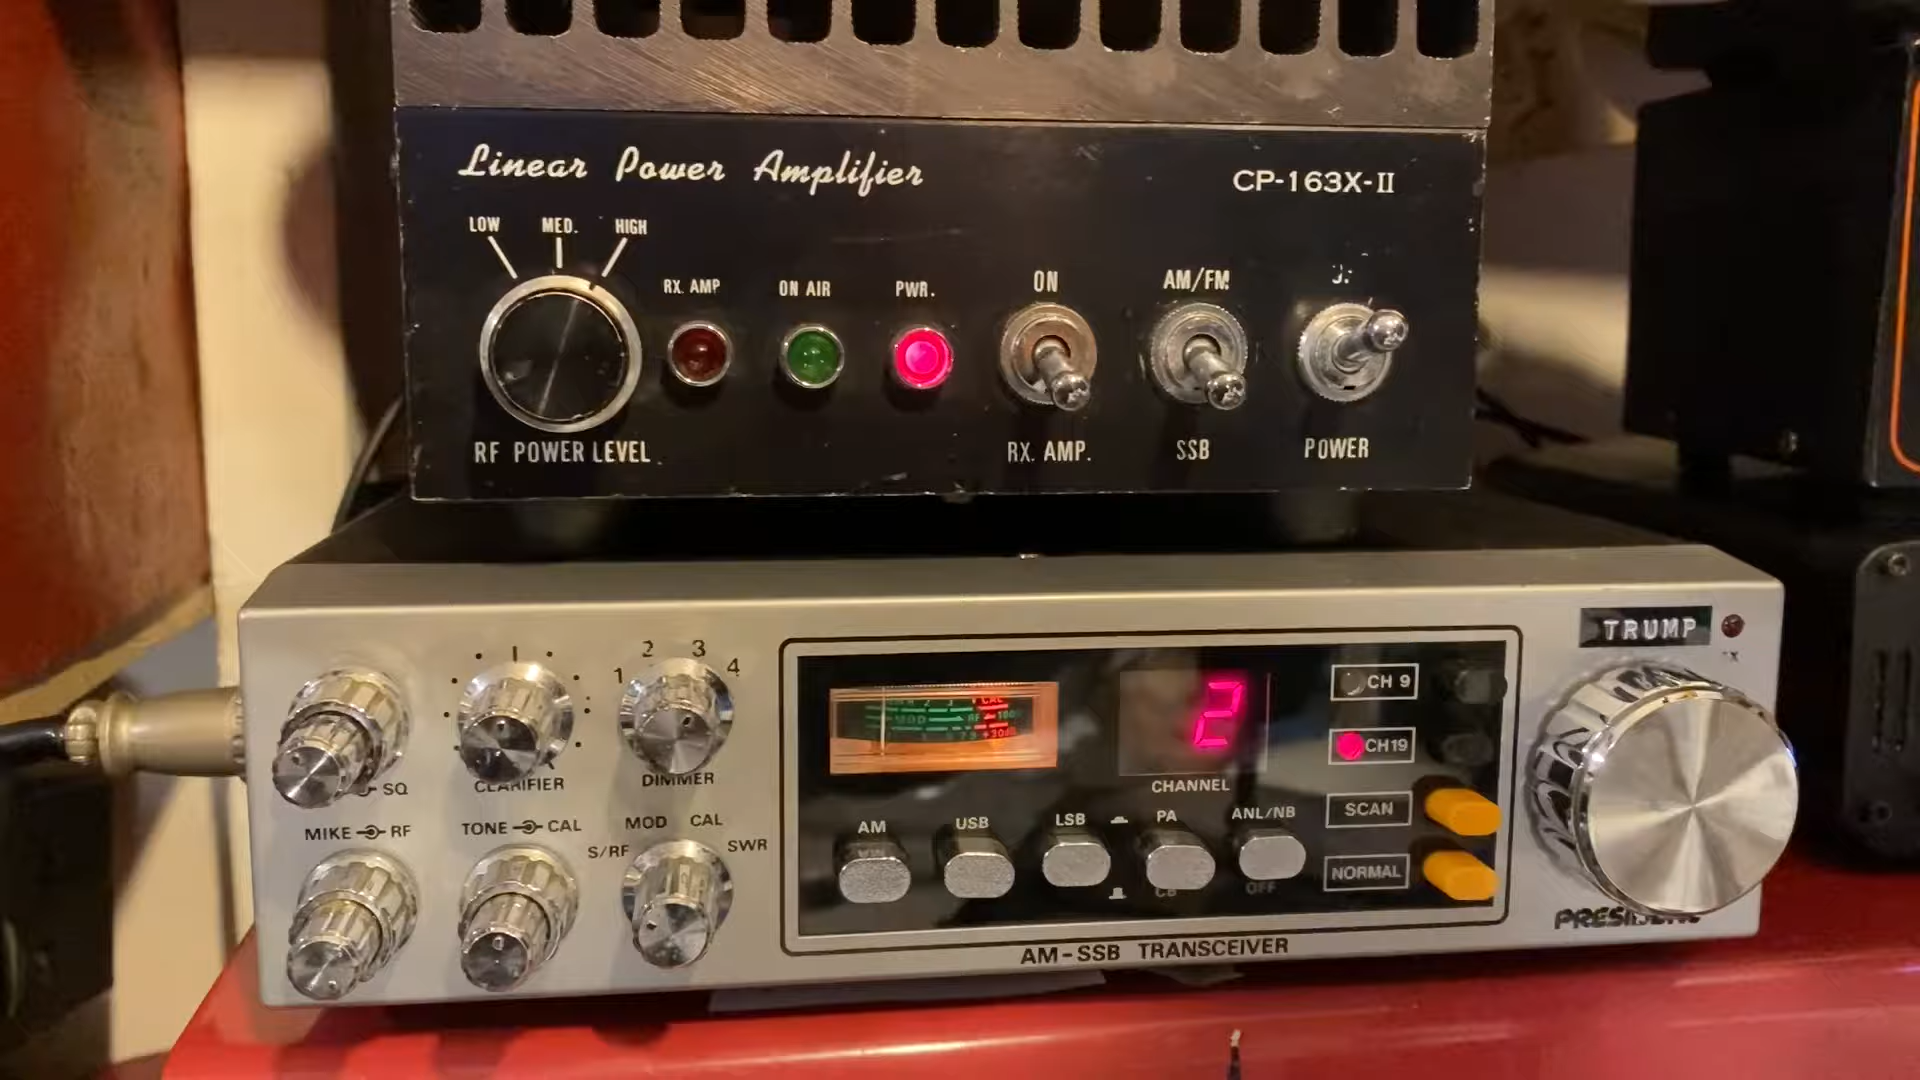 Linear Power Amplifier
CP-163X-II
LOW MED. HIGH
RX. AMP ON AIR PWR. ON AM/FM
RF POWER LEVEL RX. AMP. SSB POWER
TRUMP
1 2 3 4
SQ CLARIFIER DIMMER
MIKE RF TONE CAL
S/RF MOD CAL SWR
2
CHANNEL
CH 9
CH19
SCAN
NORMAL
AM USB LSB PA ANL/NB
CB OFF
PRESIDENT
AM-SSB TRANSCEIVER